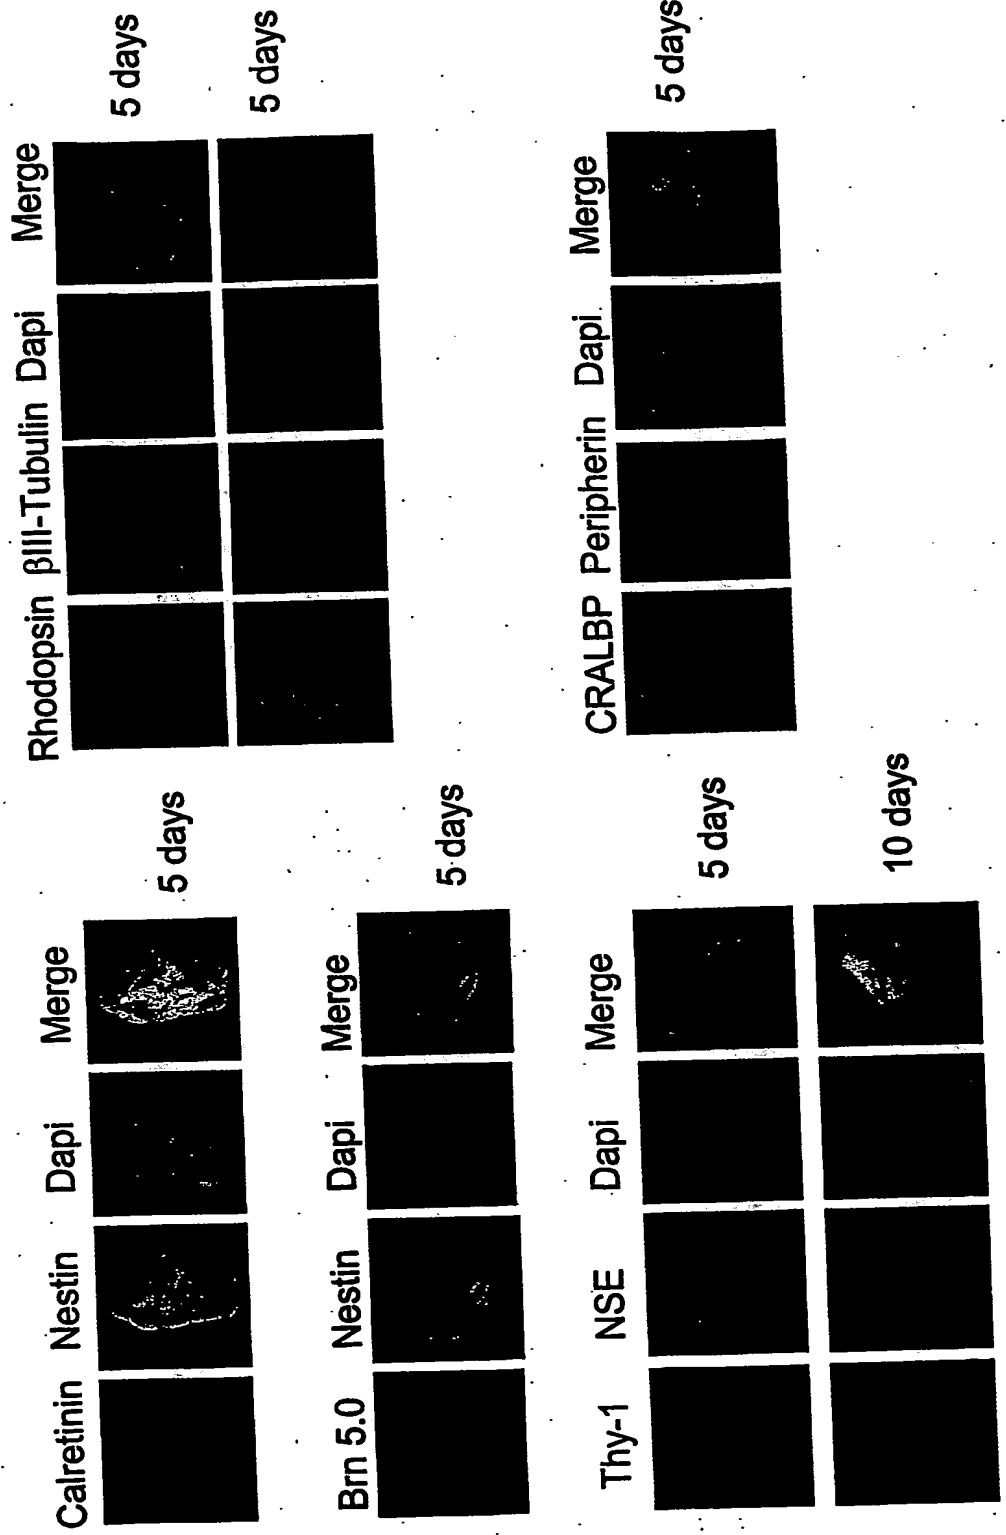 Calretinin Nestin Dapi Merge
5 days
Brn 5.0 Nestin Dapi Merge
5 days
Thy-1 NSE Dapi Merge
5 days
10 days
Rhodopsin βIII-Tubulin Dapi Merge
5 days
5 days
CRALBP Peripherin Dapi Merge
5 days